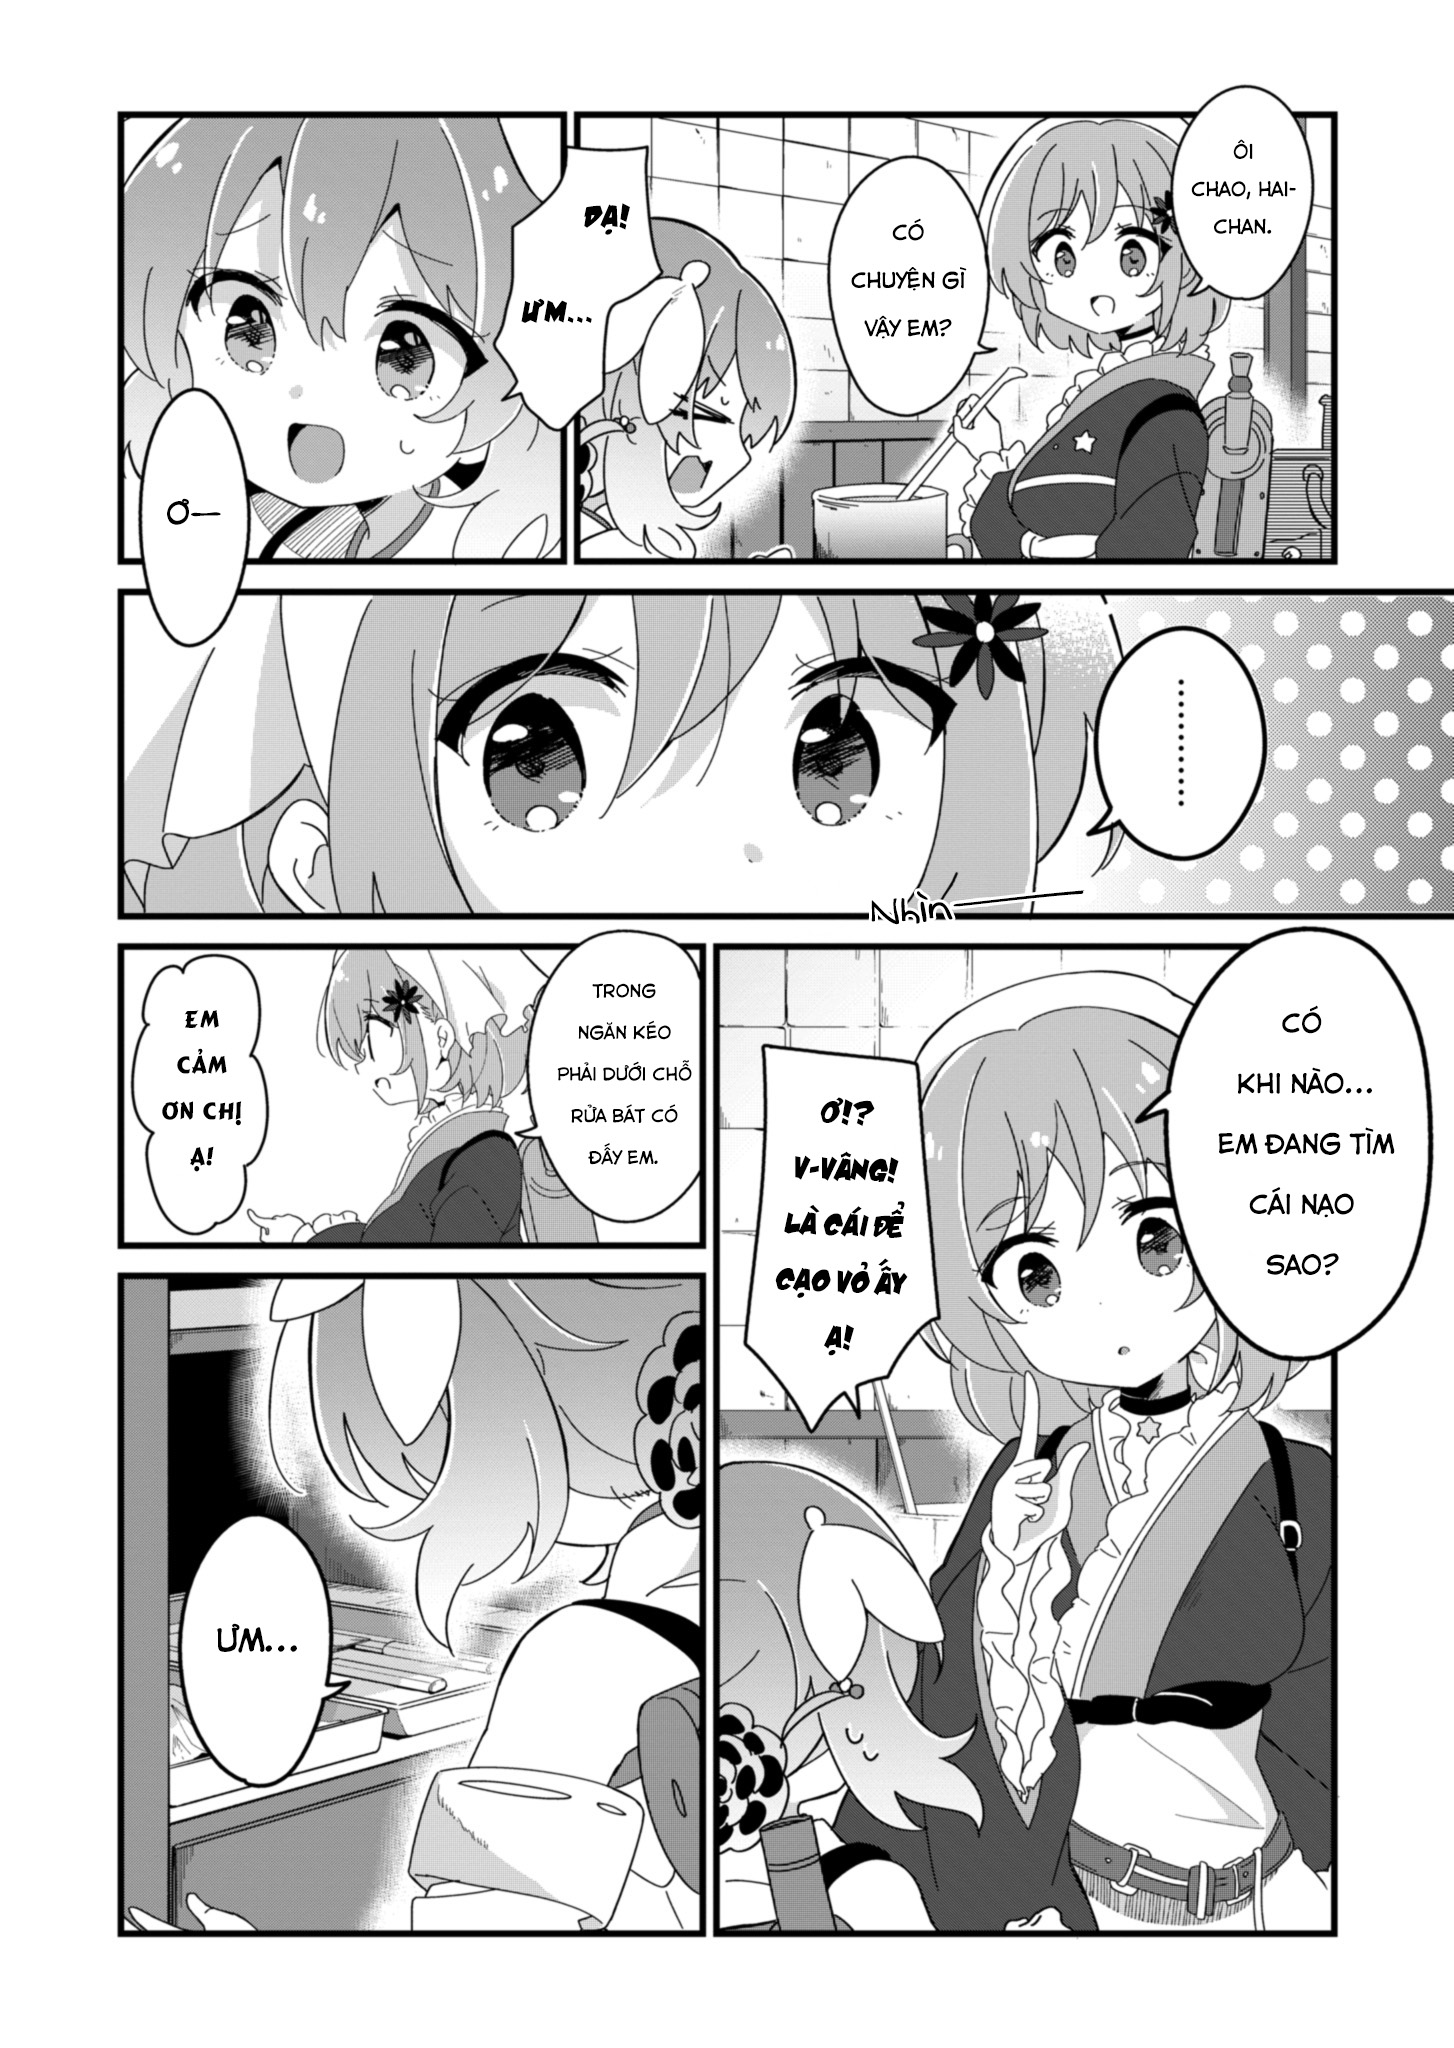 ÔI
CHAO, HAI-
CHAN.
CÓ
CHUYỆN GÌ
VẬY EM?
DẠ!
ƯM...
Ơ—
..........
Nhìn
CÓ
KHI NÀO...
EM ĐANG TÌM
CÁI NẠO
SAO?
Ơ!?
V-VÂNG!
LÀ CÁI ĐỂ
CẠO VỎ ẤY
Ạ!
TRONG
NGĂN KÉO
PHẢI DƯỚI CHỖ
RỬA BÁT CÓ
ĐẤY EM.
EM
CẢM
ƠN CHỊ
Ạ!
ƯM...